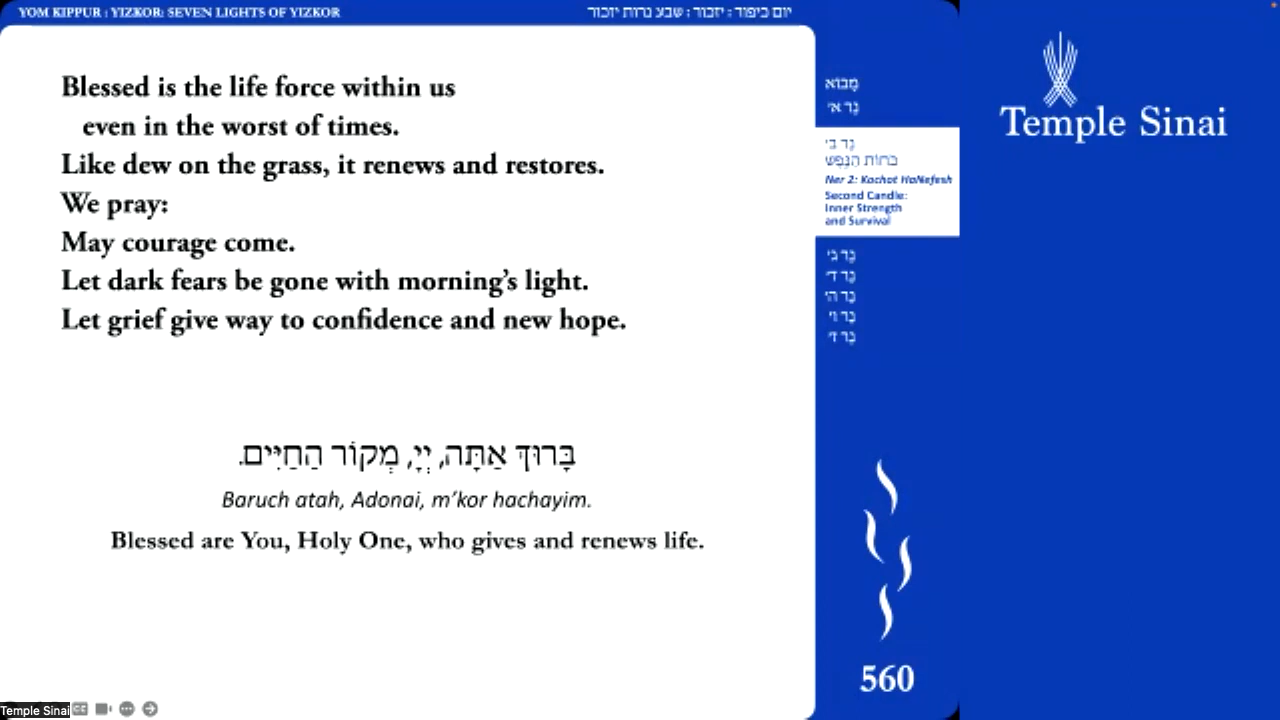 YOM KIPPUR : YIZKOR: SEVEN LIGHTS OF YIZKOR
יום כיפור : יזכור : שבע נרות יזכור
Blessed is the life force within us
even in the worst of times.
Like dew on the grass, it renews and restores.
We pray:
May courage come.
Let dark fears be gone with morning’s light.
Let grief give way to confidence and new hope.
בָּרוּךְ אַתָּה, יְיָ, מְקוֹר הַחַיִּים.
Baruch atah, Adonai, m’kor hachayim.
Blessed are You, Holy One, who gives and renews life.
מָבוֹא
נֵר א׳
נֵר ב׳
כֹּחוֹת הַנֶּפֶשׁ
Ner 2: Kochot HaNefesh
Second Candle:
Inner Strength
and Survival
נֵר ג׳
נֵר ד׳
נֵר ה׳
נֵר ו׳
נֵר ז׳
560
Temple Sinai
Temple Sinai
CC